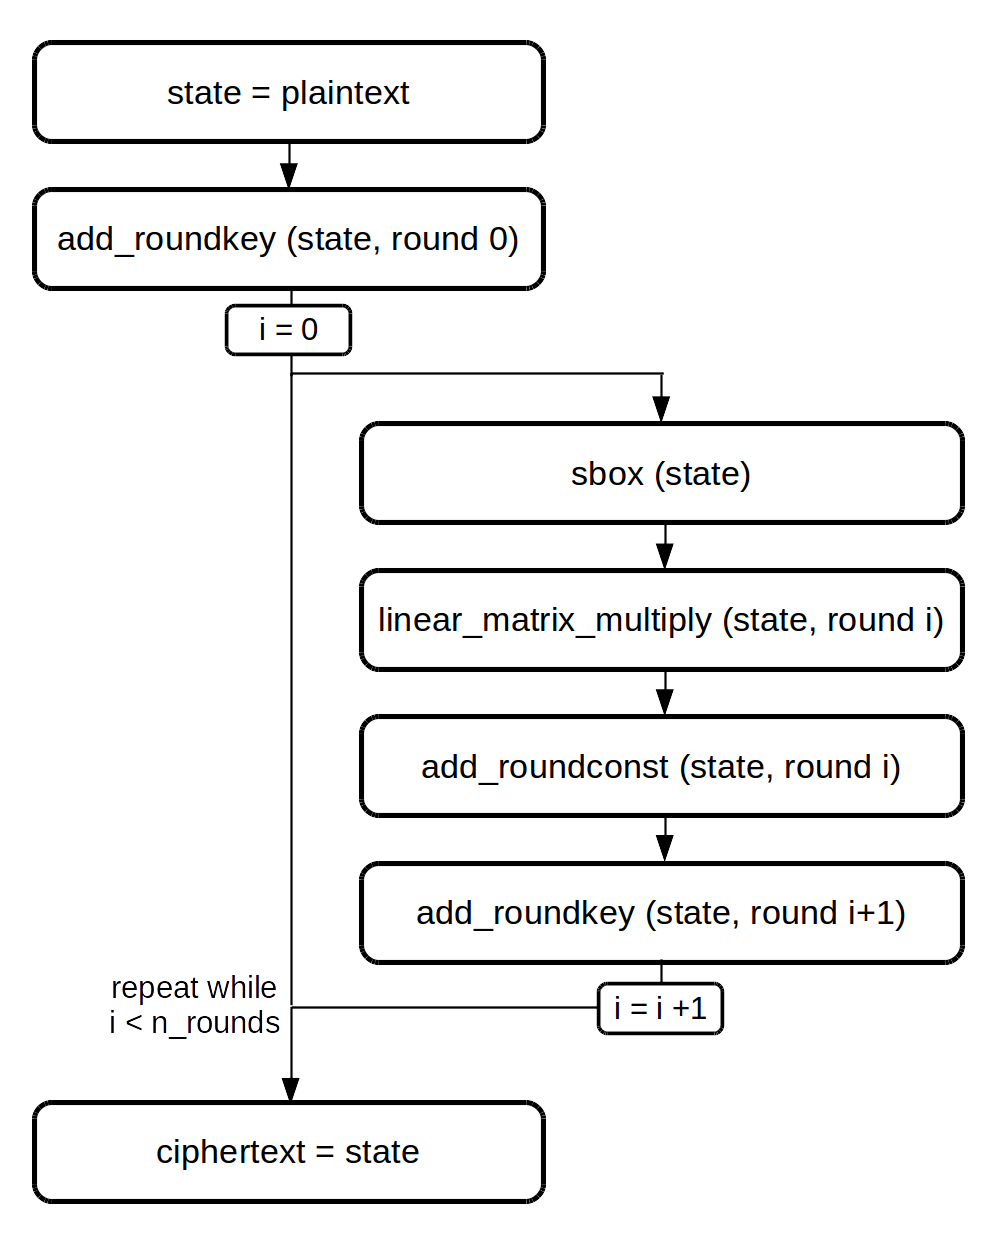 state = plaintext
add_roundkey (state, round 0)
i = 0
sbox (state)
linear_matrix_multiply (state, round i)
add_roundconst (state, round i)
add_roundkey (state, round i+1)
i = i +1
repeat while
i < n_rounds
ciphertext = state